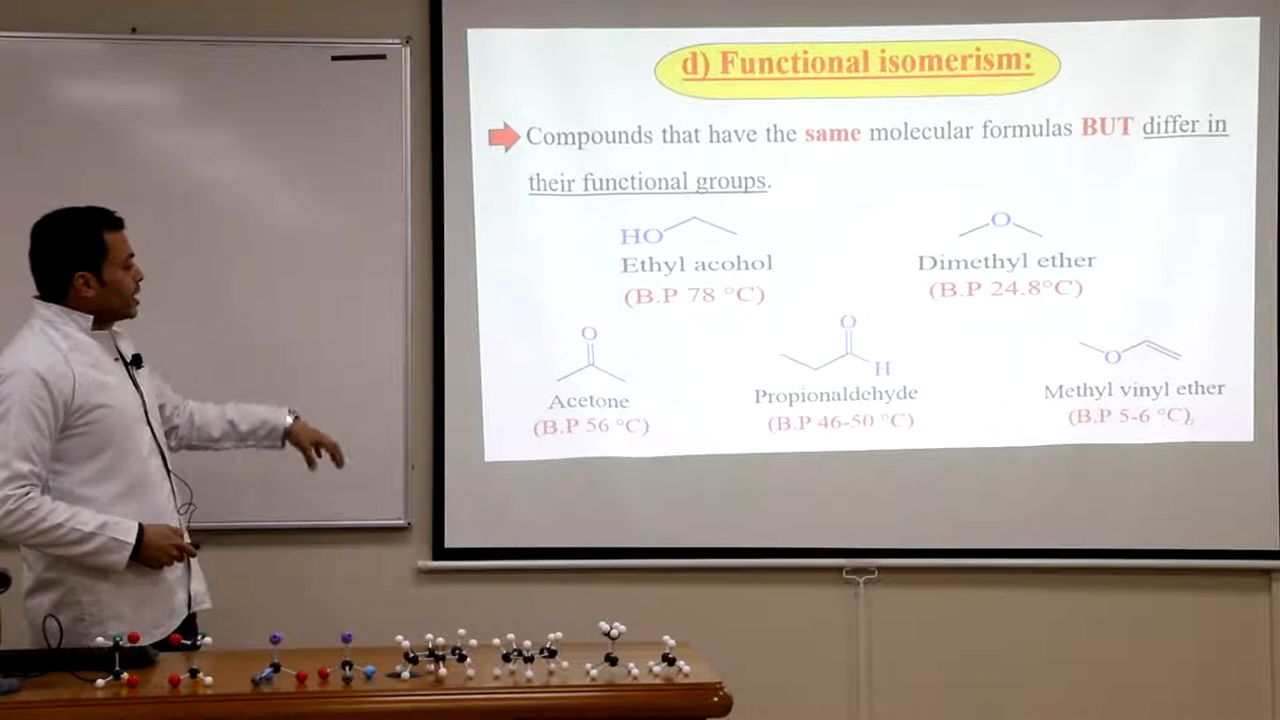 d) Functional isomerism:
Compounds that have the same molecular formulas BUT differ in
their functional groups.
HO
O
Ethyl acohol
Dimethyl ether
(B.P 78 °C)
(B.P 24.8°C)
O
O
H
O
Acetone
Propionaldehyde
Methyl vinyl ether
(B.P 56 °C)
(B.P 46-50 °C)
(B.P 5-6 °C)